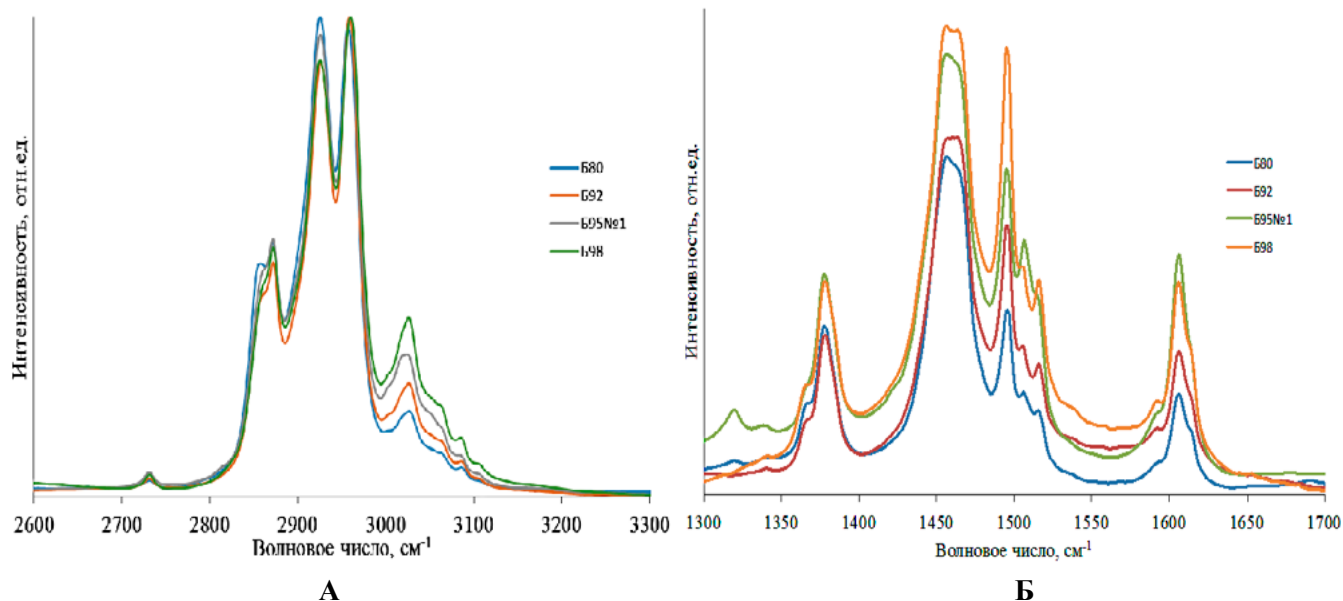 Интенсивность, отн.ед.
Б80
Б92
Б95№1
Б98
2600 2700 2800 2900 3000 3100 3200 3300
Волновое число, см-1
А
Интенсивность, отн.ед.
Б80
Б92
Б95№1
Б98
1300 1350 1400 1450 1500 1550 1600 1650 1700
Волновое число, см-1
Б